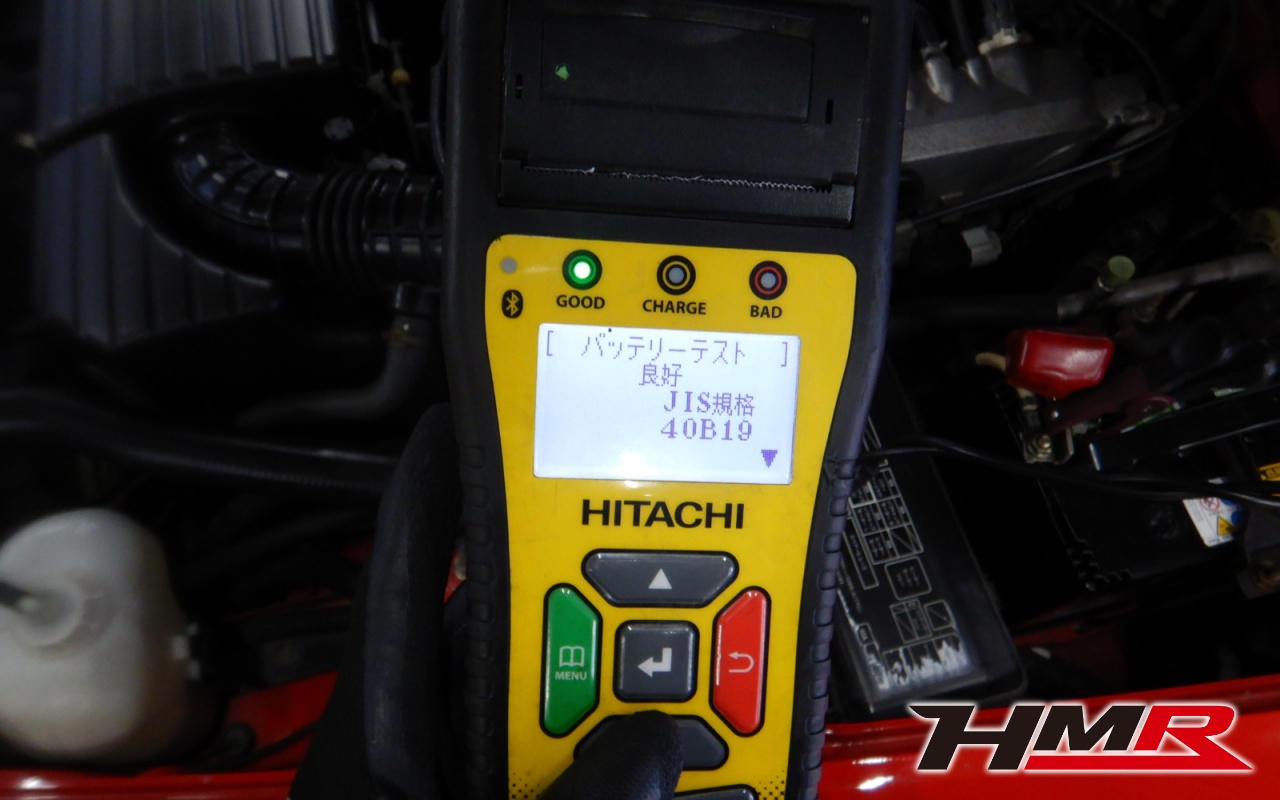 GOOD
CHARGE
BAD
[ バッテリーテスト ]
良好
JIS規格
40B19
▼
HITACHI
▲
MENU
HMR